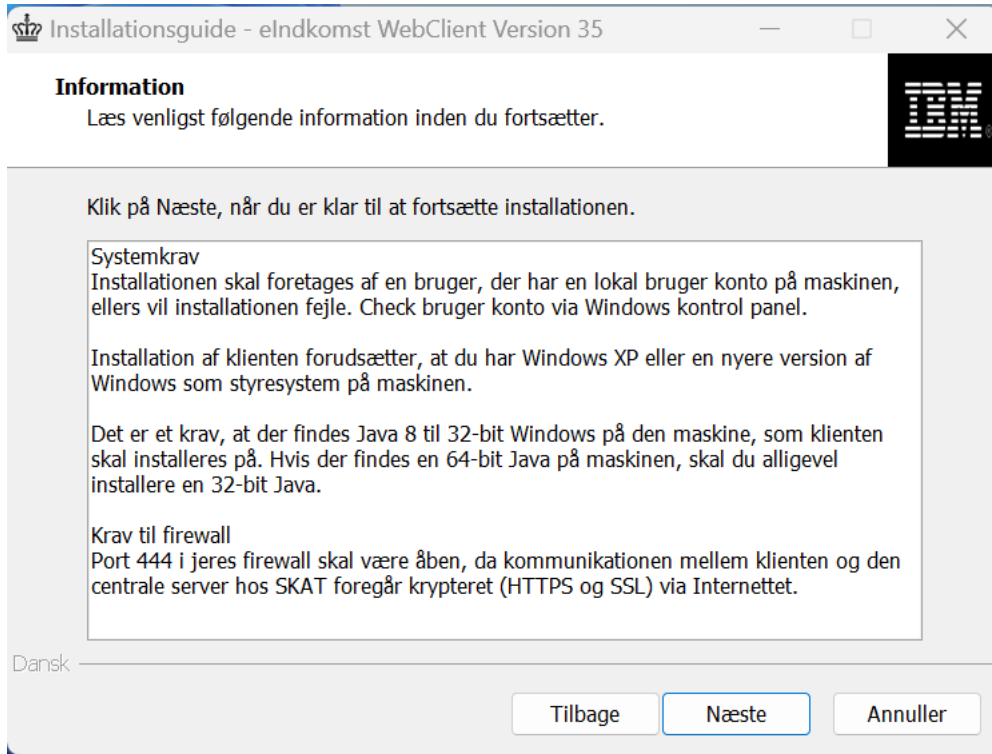 Installationsguide - eIndkomst WebClient Version 35
Information
Læs venligst følgende information inden du fortsætter.
IBM®
Klik på Næste, når du er klar til at fortsætte installationen.
Systemkrav
Installationen skal foretages af en bruger, der har en lokal bruger konto på maskinen,
ellers vil installationen fejle. Check bruger konto via Windows kontrol panel.
Installation af klienten forudsætter, at du har Windows XP eller en nyere version af
Windows som styresystem på maskinen.
Det er et krav, at der findes Java 8 til 32-bit Windows på den maskine, som klienten
skal installeres på. Hvis der findes en 64-bit Java på maskinen, skal du alligevel
installere en 32-bit Java.
Krav til firewall
Port 444 i jeres firewall skal være åben, da kommunikationen mellem klienten og den
centrale server hos SKAT foregår krypteret (HTTPS og SSL) via Internettet.
Dansk
Tilbage
Næste
Annuller